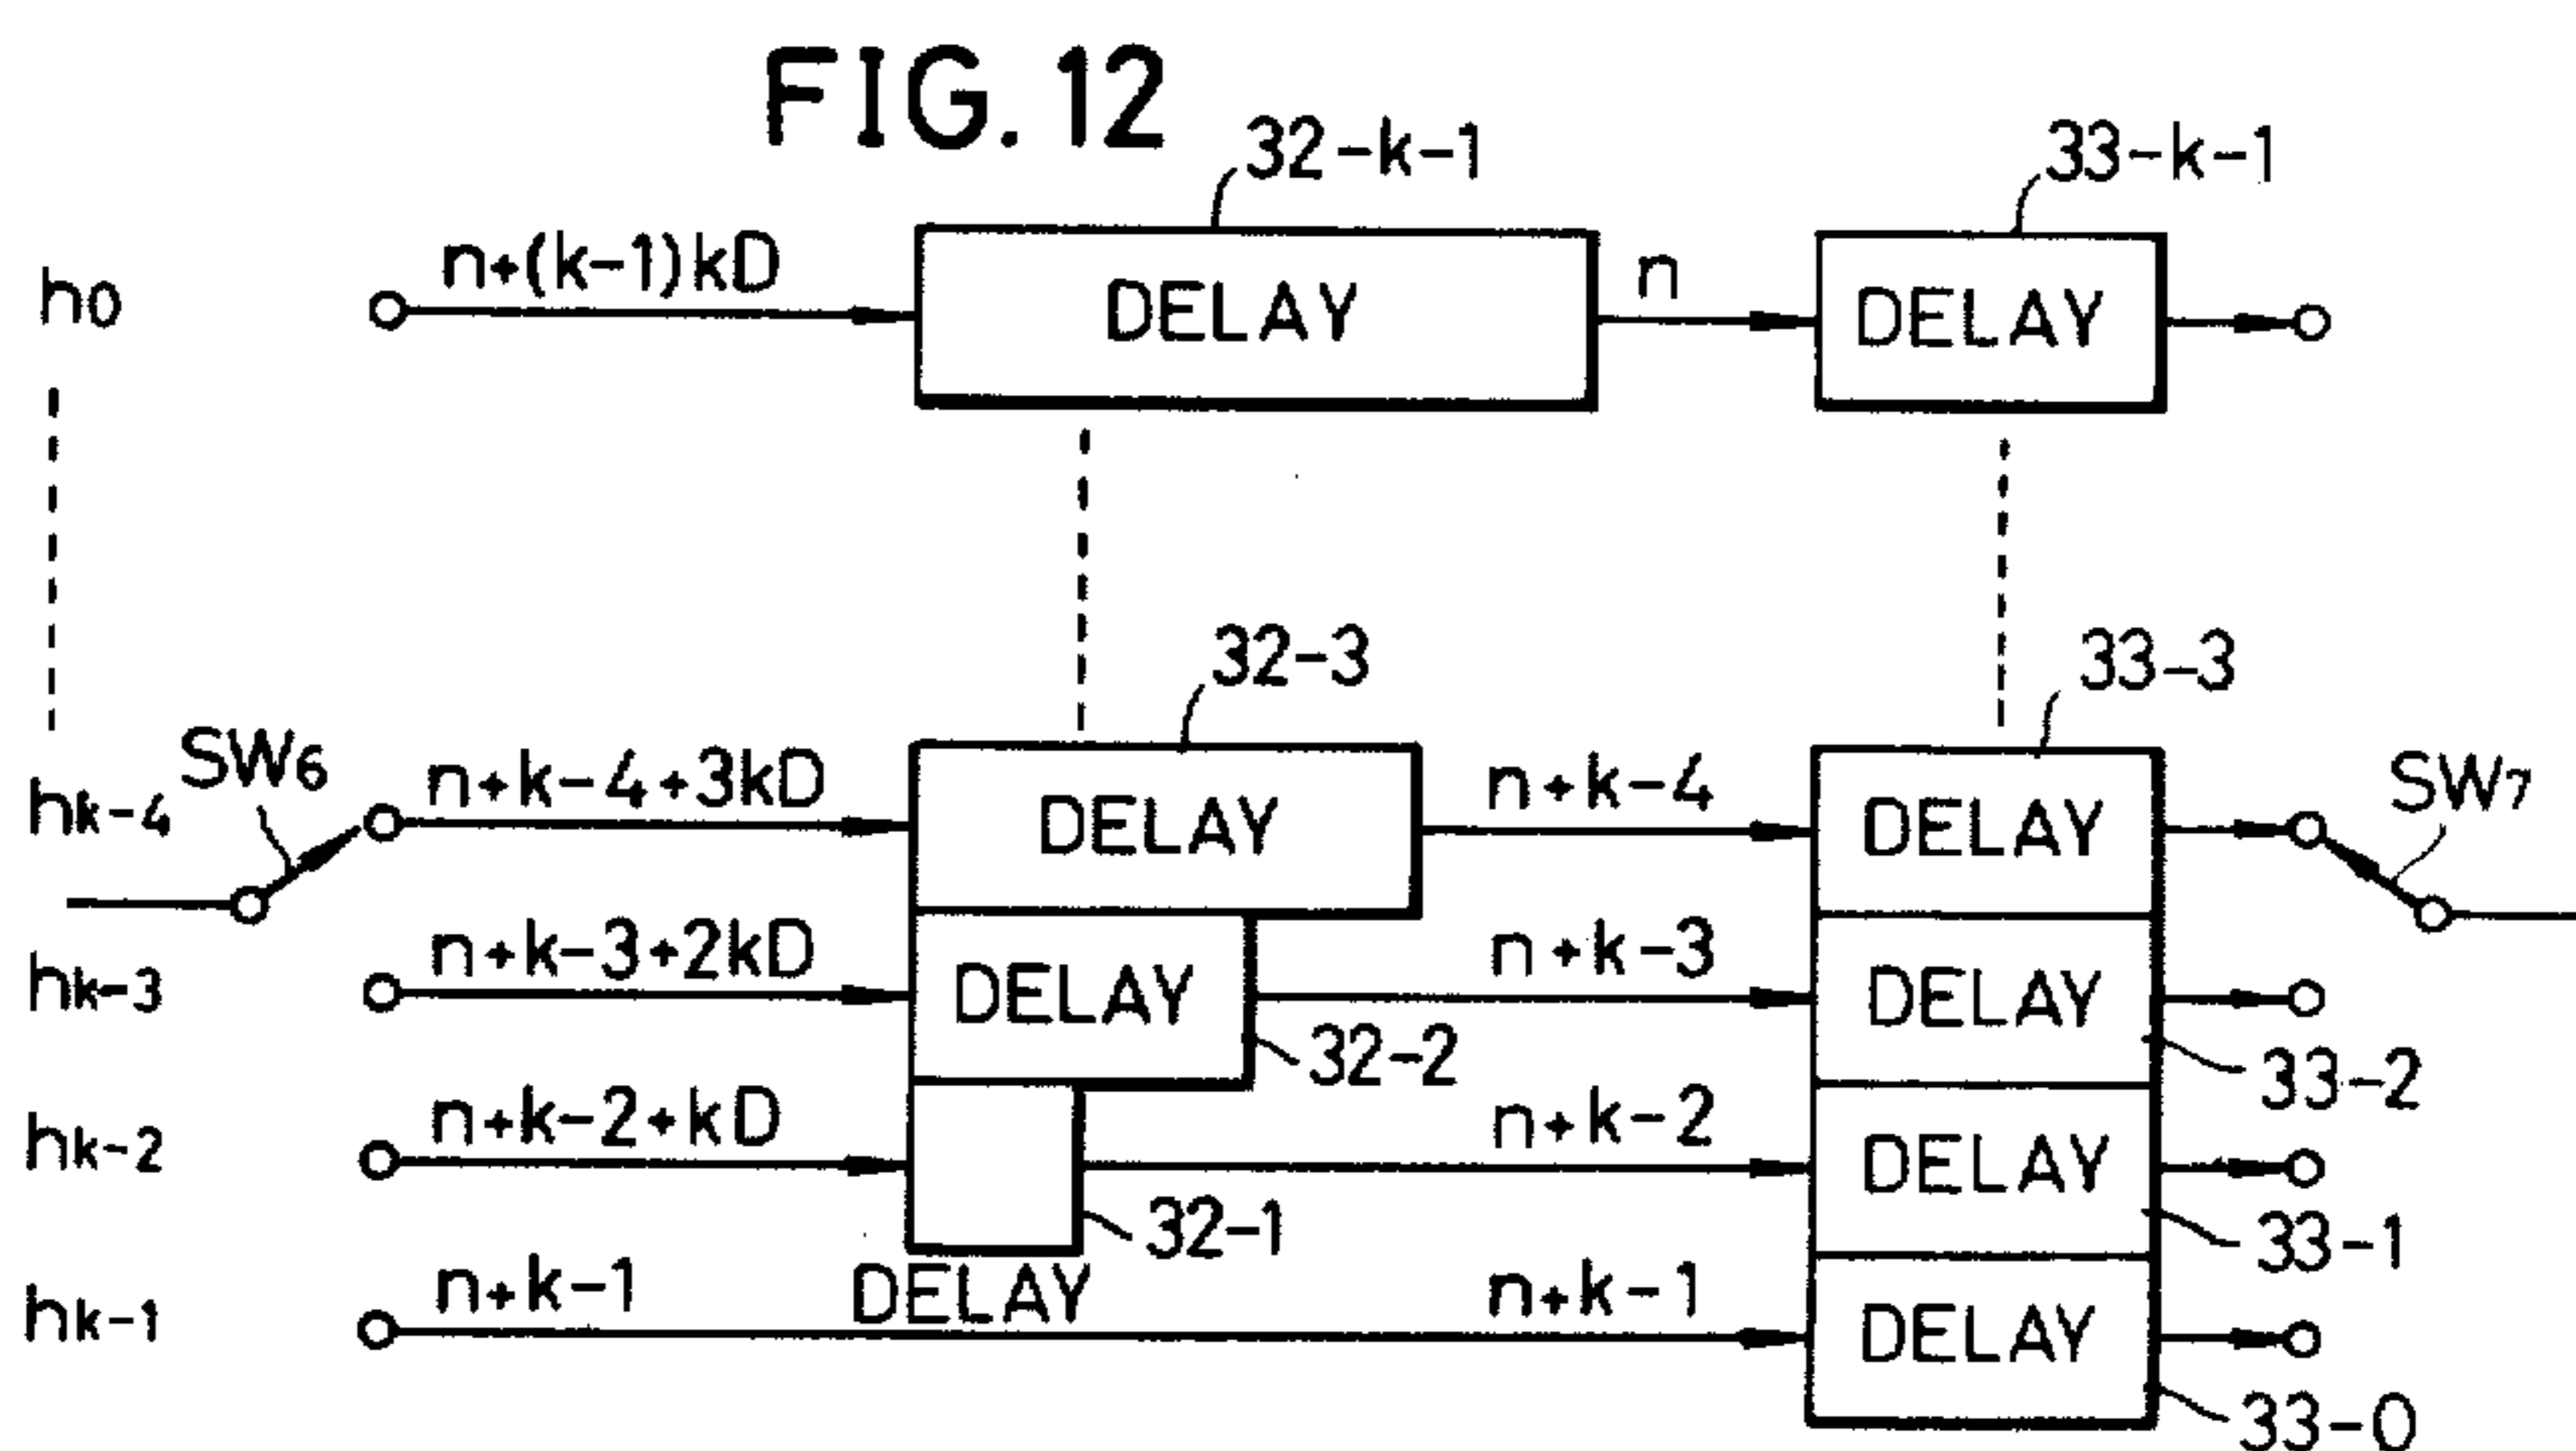 FIG. 12
32-k-1
33-k-1
h0
n+(k-1)kD
DELAY
n
DELAY
32-3
33-3
SW6
hk-4
n+k-4+3kD
DELAY
n+k-4
DELAY
SW7
hk-3
n+k-3+2kD
DELAY
n+k-3
DELAY
32-2
33-2
hk-2
n+k-2+kD
n+k-2
DELAY
32-1
33-1
hk-1
n+k-1
DELAY
n+k-1
DELAY
33-0